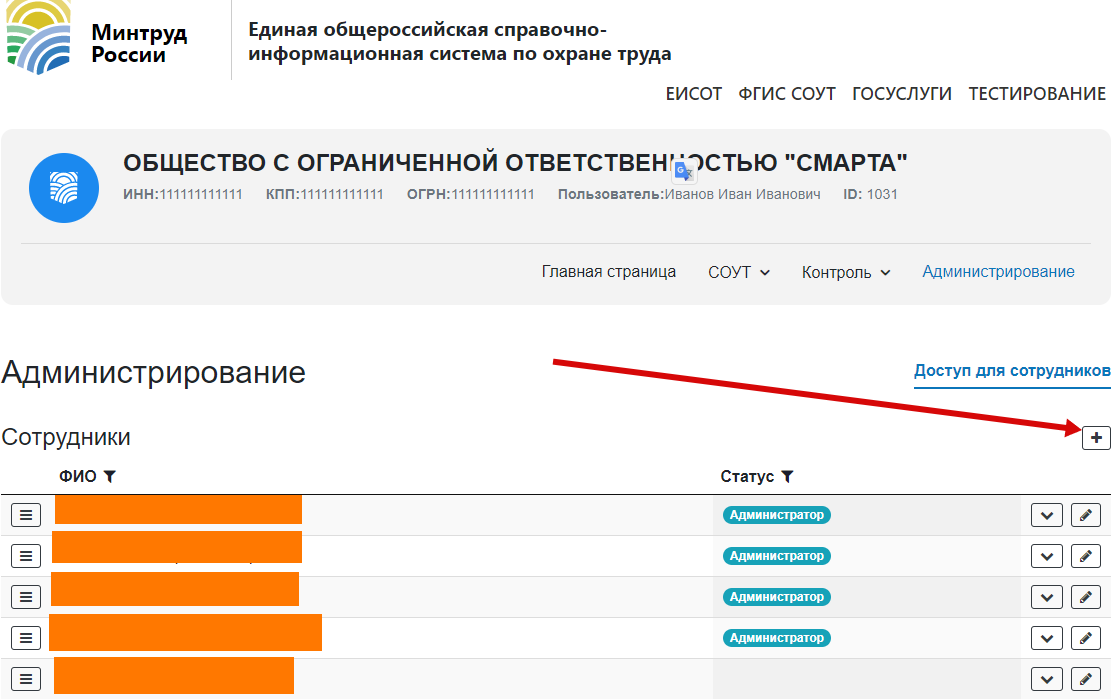 Минтруд
России
Единая общероссийская справочно-
информационная система по охране труда
ЕИСОТ ФГИС СОУТ ГОСУСЛУГИ ТЕСТИРОВАНИЕ
ОБЩЕСТВО С ОГРАНИЧЕННОЙ ОТВЕТСТВЕННОСТЬЮ "СМАРТА"
ИНН:111111111111 КПП:111111111111 ОГРН:111111111111 Пользователь:Иванов Иван Иванович ID: 1031
Главная страница СОУТ Контроль Администрирование
Администрирование
Доступ для сотрудников
Сотрудники
ФИО Статус
Администратор
Администратор
Администратор
Администратор